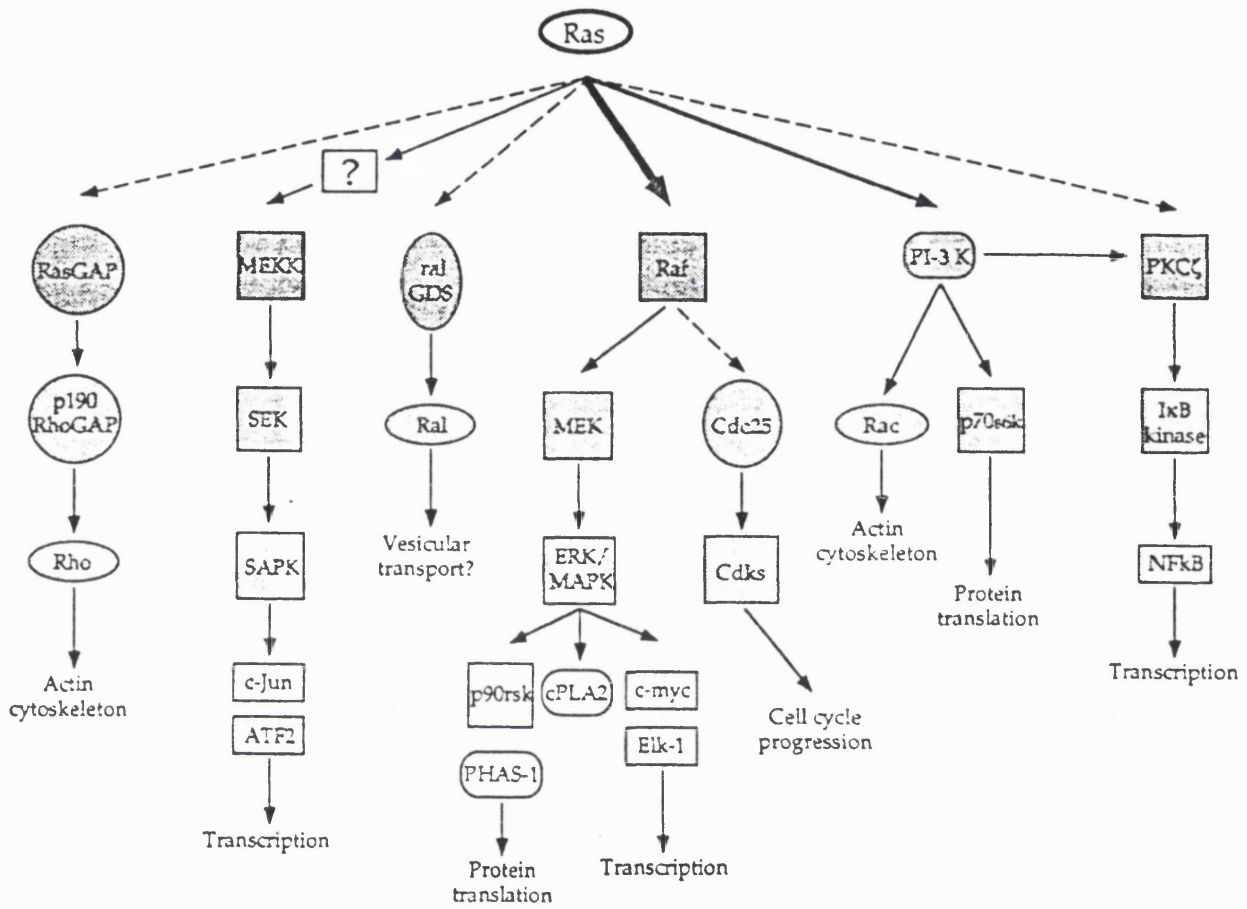 Ras
?
RasGAP
MEKK
ral
GDS
Raf
PI-3 K
PKCζ
p190
RhoGAP
SEK
Ral
MEK
Cdc25
Rac
p70s6k
IκB
kinase
Rho
SAPK
Vesicular
transport?
ERK/
MAPK
Cdks
Actin
cytoskeleton
Protein
translation
NFkB
Actin
cytoskeleton
c-Jun
ATF2
p90rsk
cPLA2
c-myc
Elk-1
PHAS-1
Cell cycle
progression
Transcription
Transcription
Protein
translation
Transcription